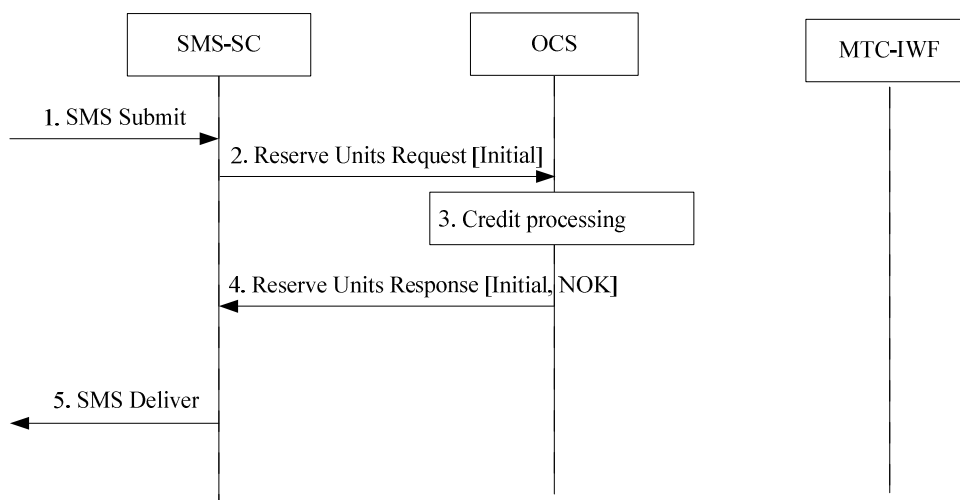 SMS-SC
OCS
MTC-IWF
1. SMS Submit
2. Reserve Units Request [Initial]
3. Credit processing
4. Reserve Units Response [Initial, NOK]
5. SMS Deliver